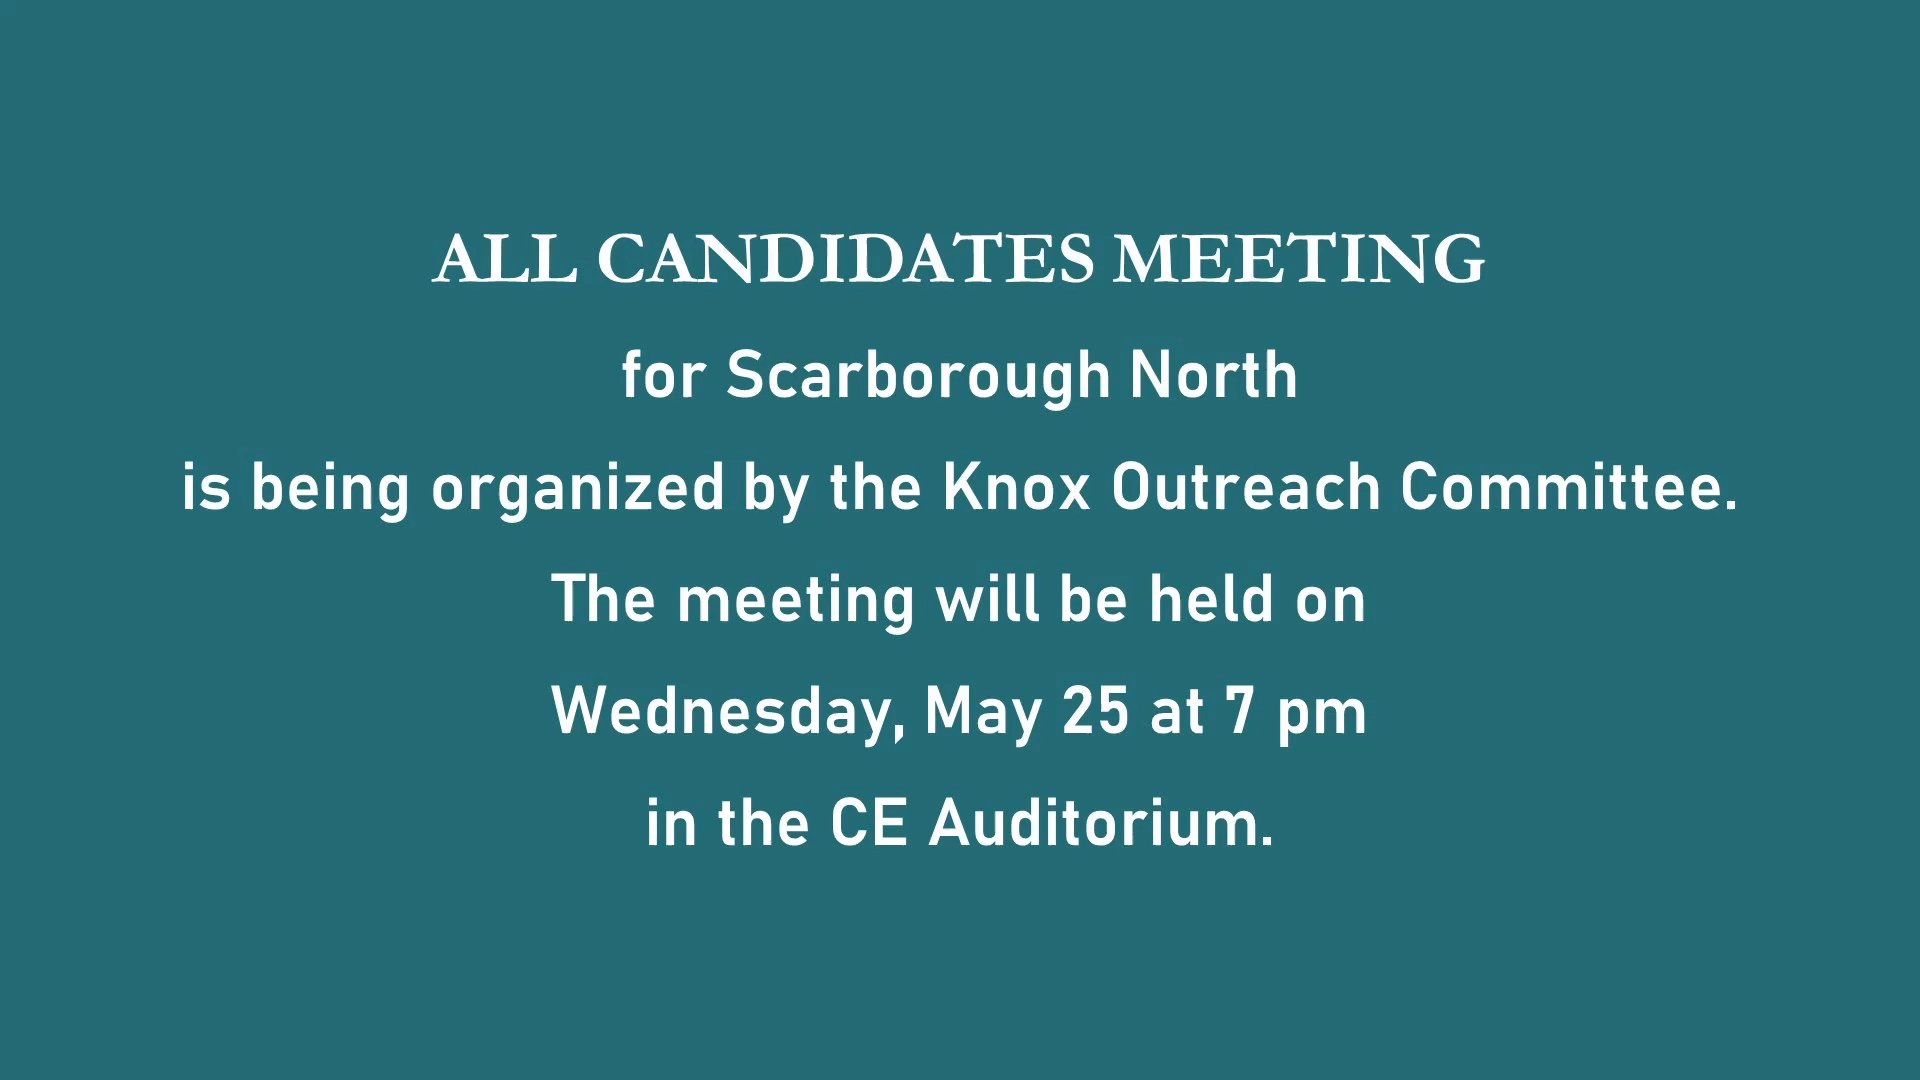 ALL CANDIDATES MEETING
for Scarborough North
is being organized by the Knox Outreach Committee.
The meeting will be held on
Wednesday, May 25 at 7 pm
in the CE Auditorium.